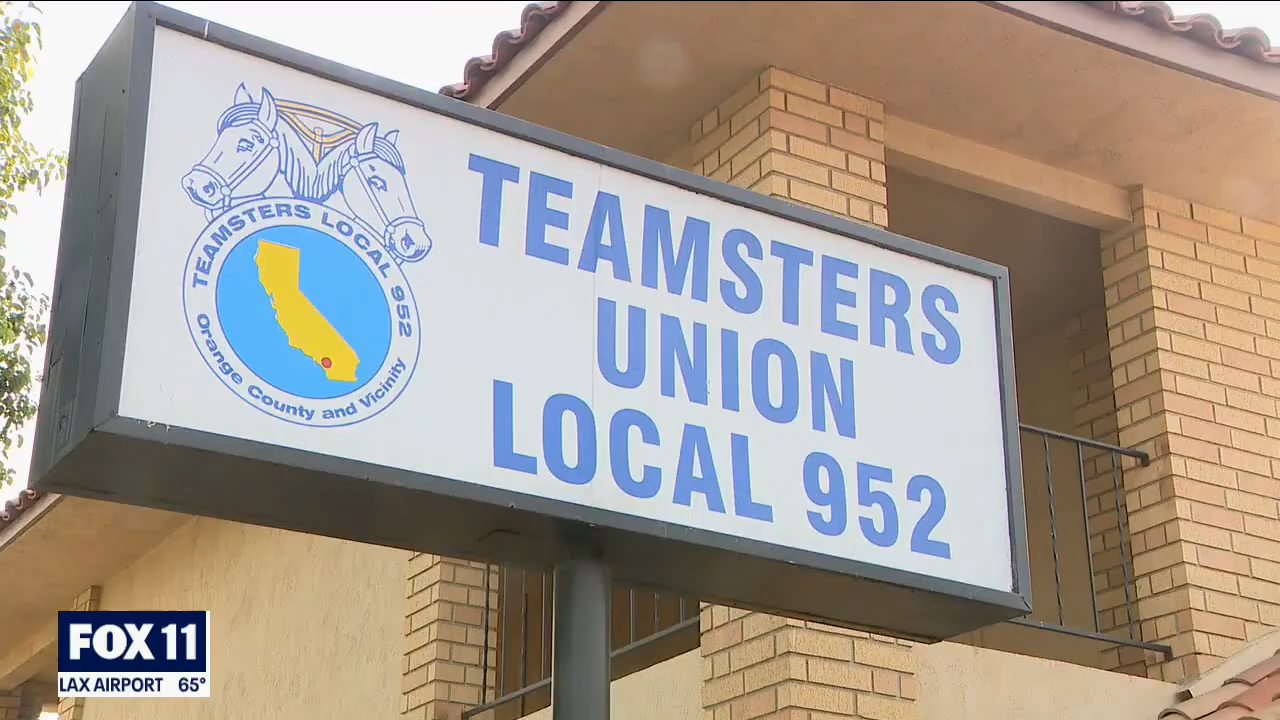 TEAMSTERS LOCAL 952
Orange County and Vicinity
TEAMSTERS
UNION
LOCAL 952
FOX 11
LAX AIRPORT 65°